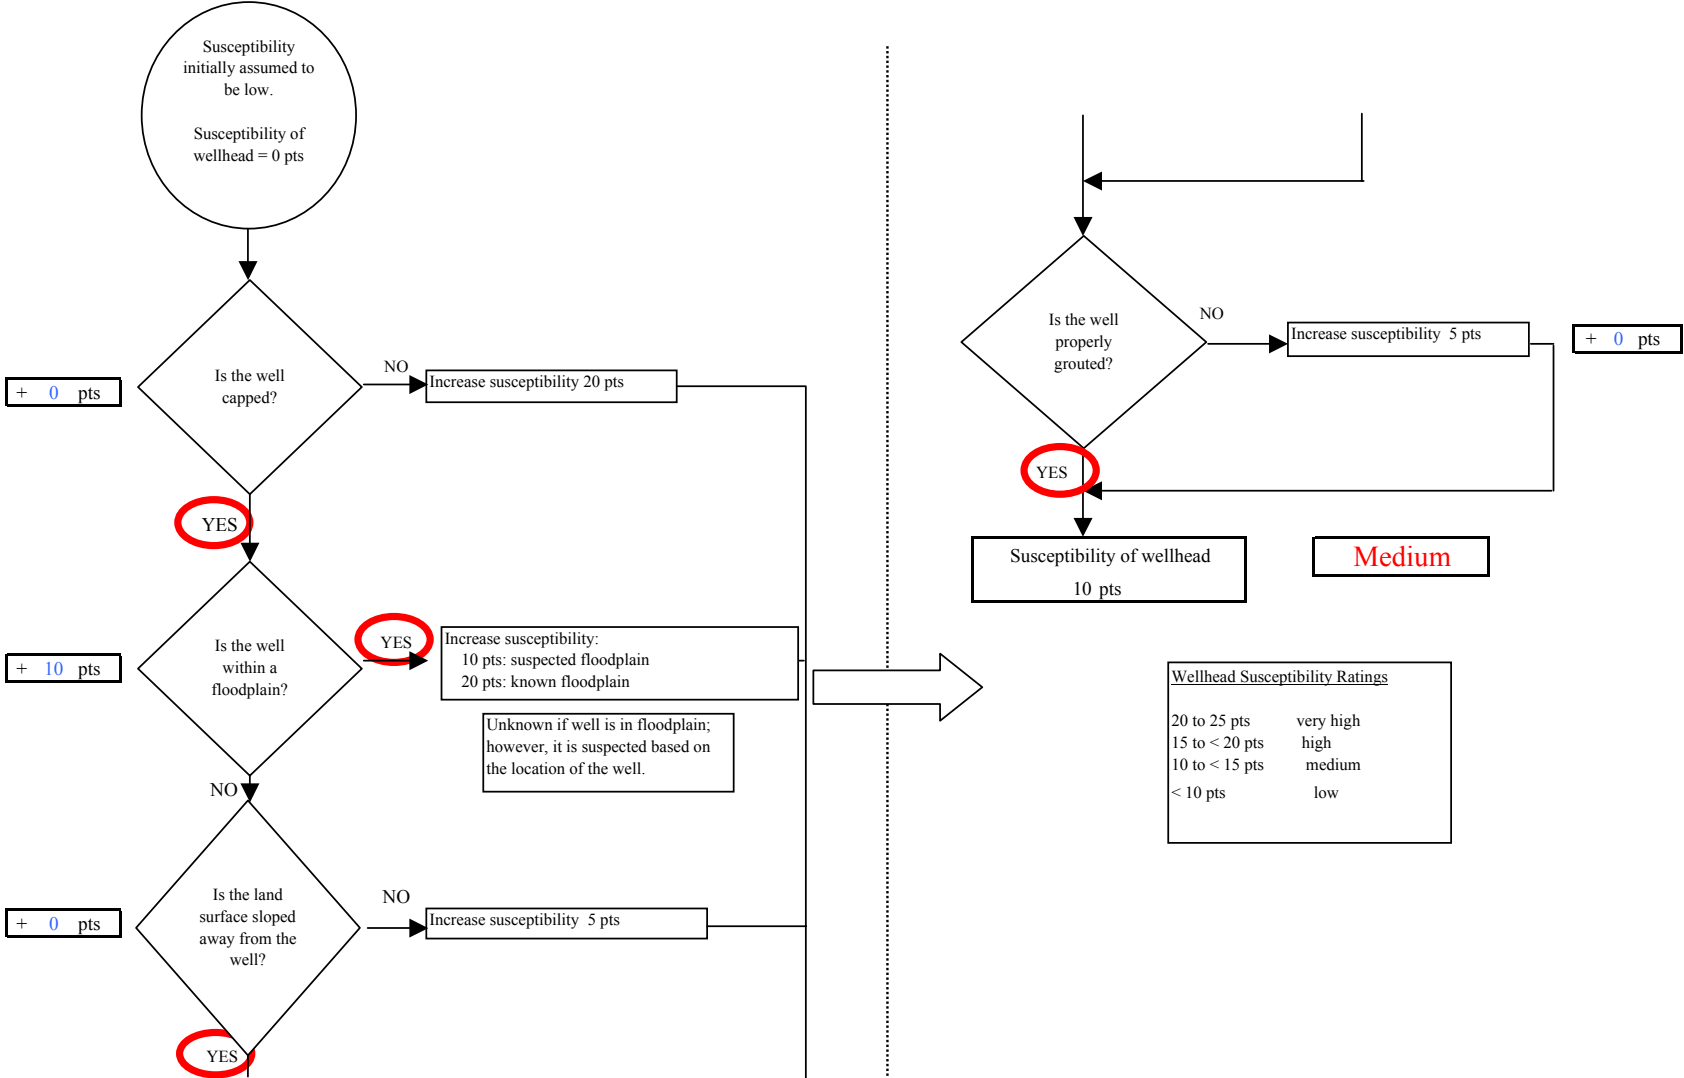 Susceptibility
initially assumed to
be low.
Susceptibility of
wellhead = 0 pts
Is the well
capped?
NO
Increase susceptibility 20 pts
+ 0 pts
YES
Is the well
within a
floodplain?
YES
Increase susceptibility:
10 pts: suspected floodplain
20 pts: known floodplain
+ 10 pts
Unknown if well is in floodplain;
however, it is suspected based on
the location of the well.
NO
Is the land
surface sloped
away from the
well?
NO
Increase susceptibility 5 pts
+ 0 pts
YES
Is the well
properly
grouted?
NO
Increase susceptibility 5 pts
+ 0 pts
YES
Susceptibility of wellhead
10 pts
Medium
Wellhead Susceptibility Ratings
20 to 25 pts very high
15 to < 20 pts high
10 to < 15 pts medium
< 10 pts low